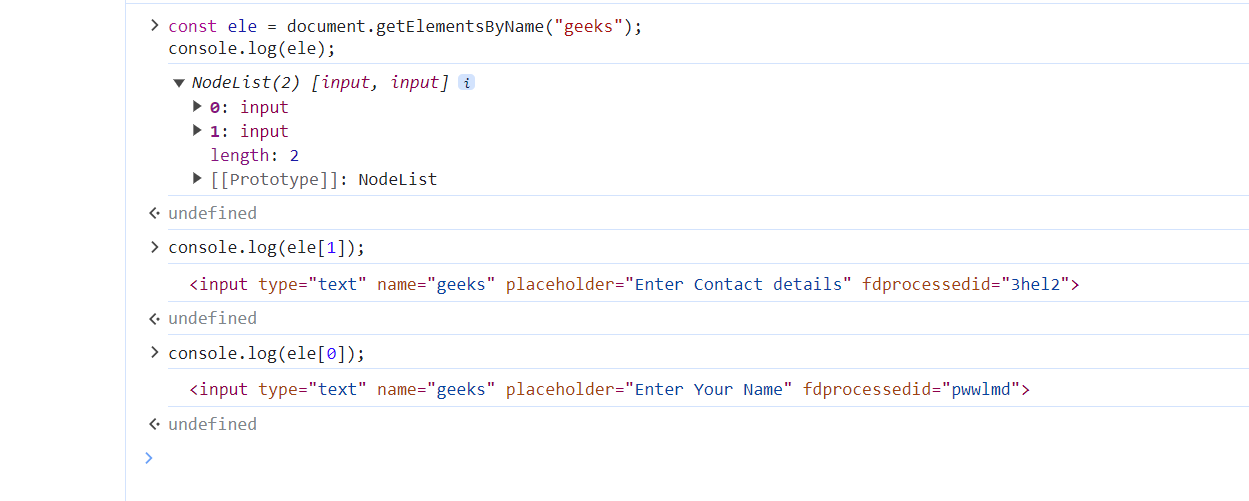 const ele = document.getElementsByName("geeks");
console.log(ele);
NodeList(2) [input, input] i
0: input
1: input
length: 2
[[Prototype]]: NodeList
undefined
console.log(ele[1]);
<input type="text" name="geeks" placeholder="Enter Contact details" fdprocessedid="3hel2">
undefined
console.log(ele[0]);
<input type="text" name="geeks" placeholder="Enter Your Name" fdprocessedid="pwwlmd">
undefined